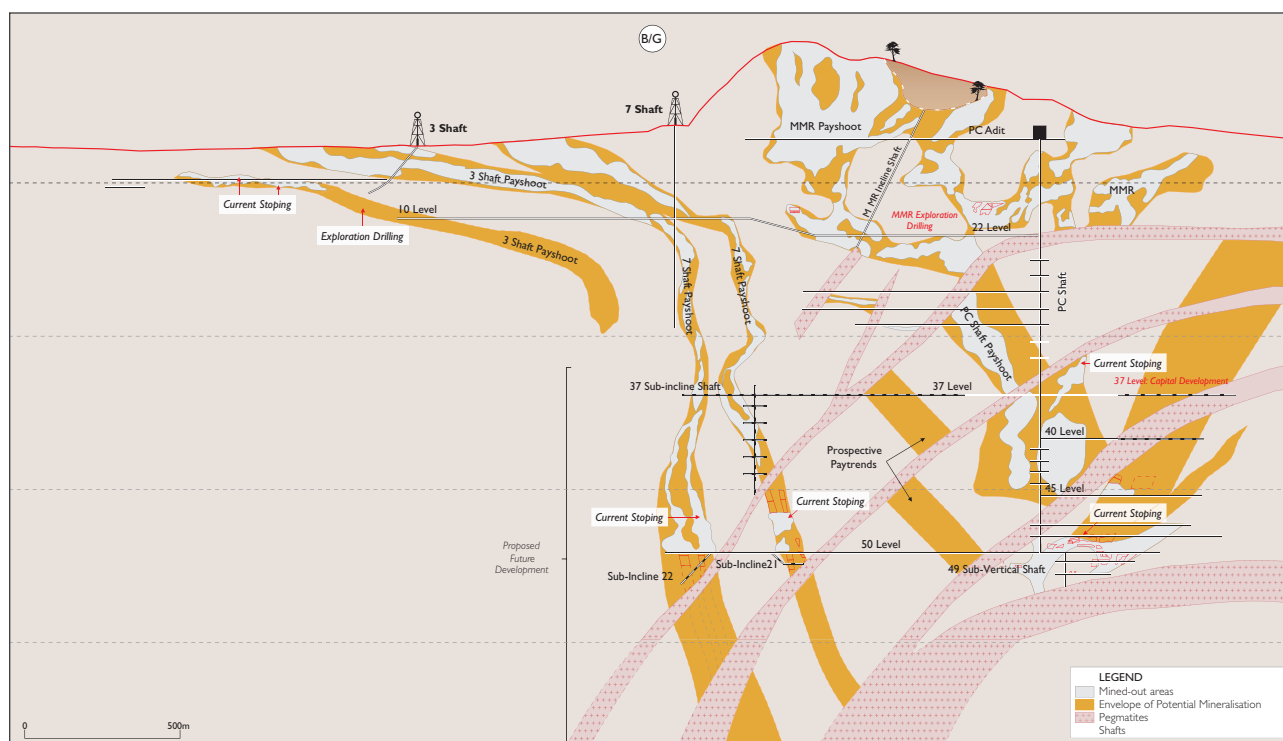 B/G
7 Shaft
3 Shaft
MMR Payshoot
PC Adit
M MR Incline Shaft
3 Shaft Payshoot
MMR
Current Stoping
10 Level
MMR Exploration
Drilling
22 Level
Exploration Drilling
3 Shaft Payshoot
7 Shaft Payshoot
7 Shaft Payshoot
PC Shaft
PC Shaft Payshoot
Current Stoping
37 Sub-incline Shaft
37 Level
37 Level: Capital Development
40 Level
Prospective
Paytrends
45 Level
Current Stoping
Current Stoping
Current Stoping
50 Level
Proposed
Future
Development
Sub-Incline 22
Sub-Incline21
49 Sub-Vertical Shaft
LEGEND
Mined-out areas
Envelope of Potential Mineralisation
Pegmatites
Shafts
0
500m